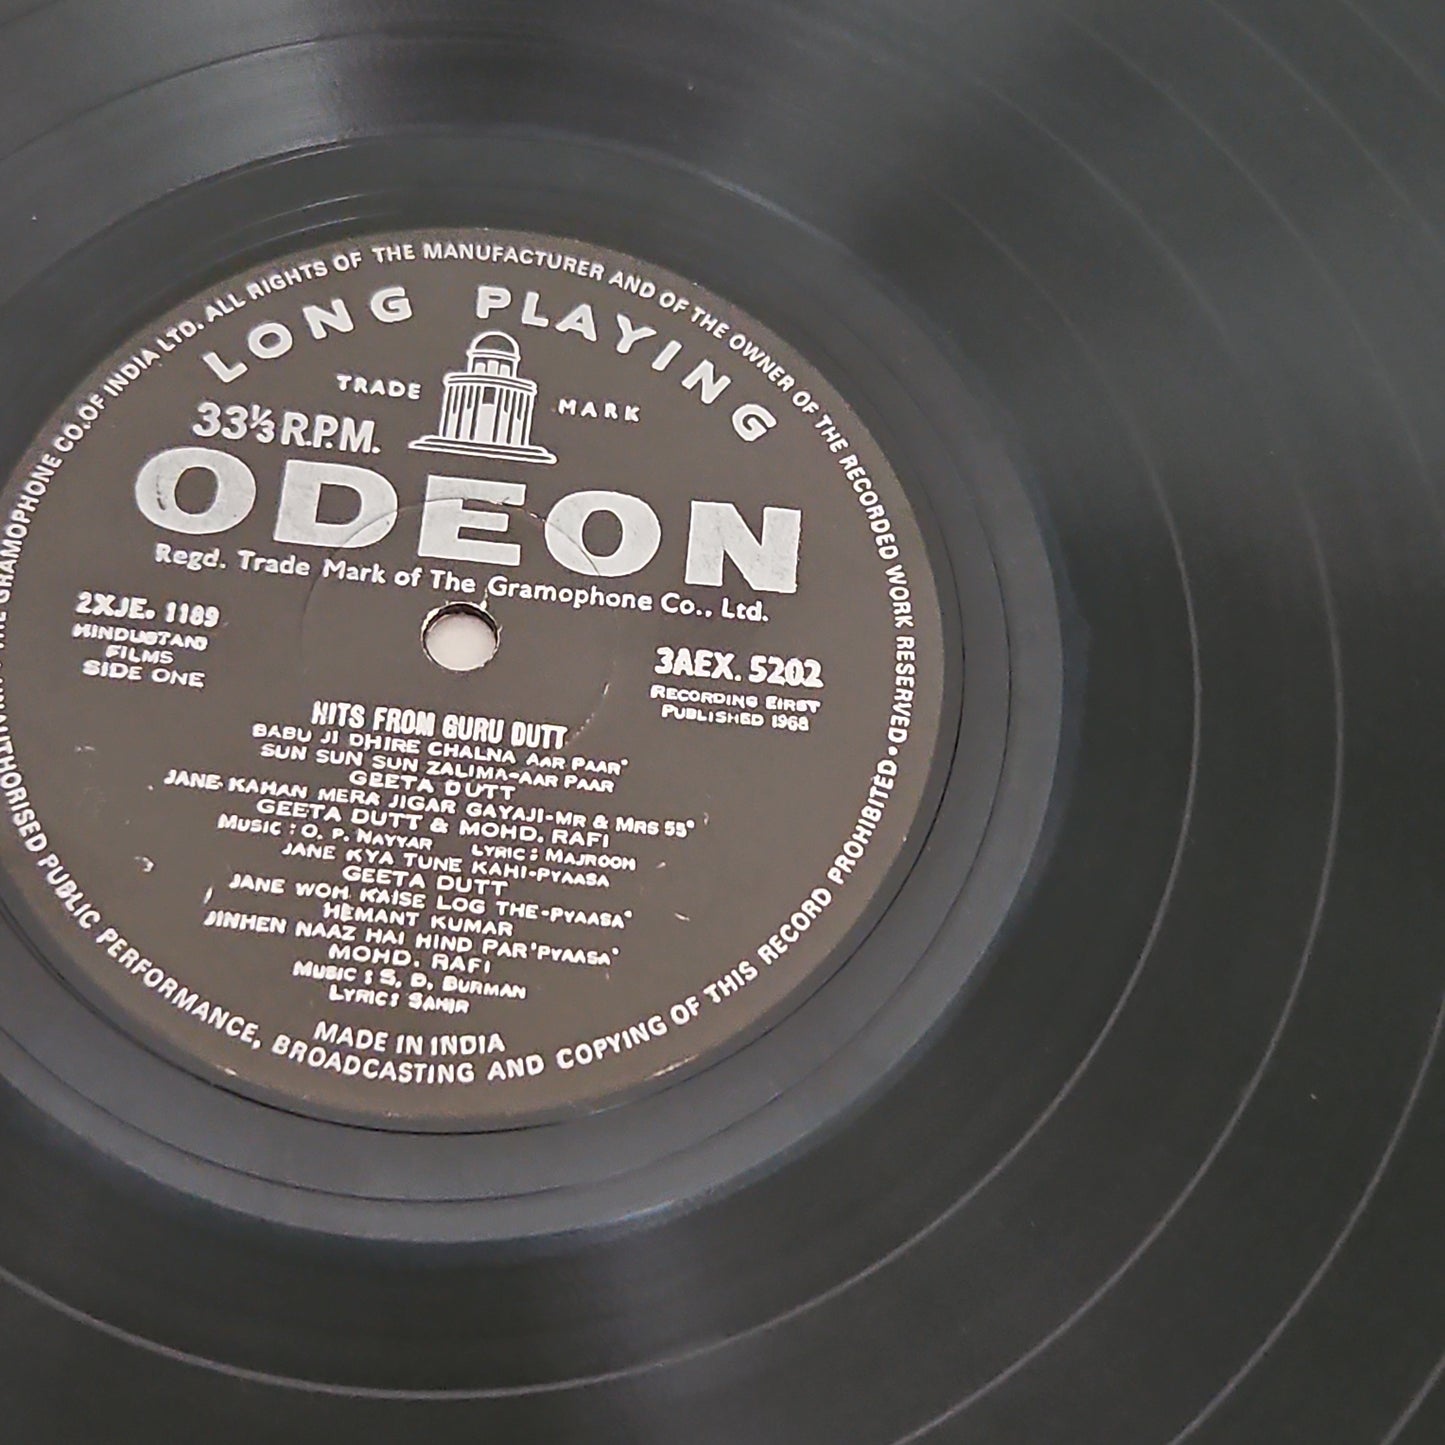 THE GRAMOPHONE CO. OF INDIA LTD. ALL RIGHTS OF THE MANUFACTURER AND OF THE OWNER OF THE RECORDED WORK RESERVED •
LONG PLAYING
TRADE MARK
33⅓ R.P.M.
ODEON
Regd. Trade Mark of The Gramophone Co., Ltd.
2XJE. 1189
HINDUSTANI
FILMS
SIDE ONE
3AEX. 5202
RECORDING FIRST
PUBLISHED 1968
HITS FROM GURU DUTT
BABU JI DHIRE CHALNA AAR PAAR"
SUN SUN SUN ZALIMA-AAR PAAR
GEETA DUTT
JANE KAHAN MERA JIGAR GAYAJI-MR & MRS 55"
GEETA DUTT & MOHD. RAFI
MUSIC : O. P. NAYYAR LYRIC : MAJROOH
JANE KYA TUNE KAHI-PYAASA
GEETA DUTT
JANE WOH KAISE LOG THE-PYAASA"
HEMANT KUMAR
JINHEN NAAZ HAI HIND PAR"PYAASA"
MOHD. RAFI
MUSIC : S. D. BURMAN
LYRIC : SAHIR
MADE IN INDIA
UNAUTHORISED PUBLIC PERFORMANCE, BROADCASTING AND COPYING OF THIS RECORD PROHIBITED